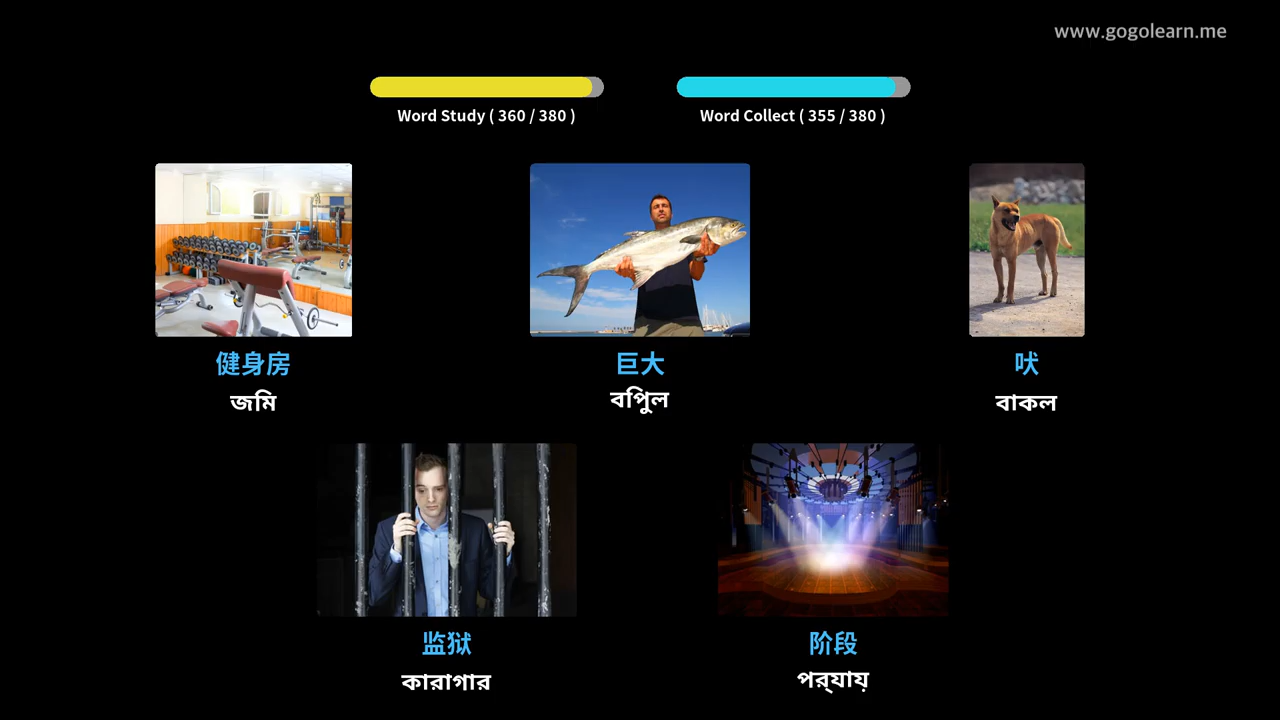 www.gogolearn.me
Word Study ( 360 / 380 )
Word Collect ( 355 / 380 )
健身房
জমি
巨大
বিপুল
吠
বাকল
监狱
কারাগার
阶段
পর্যায়